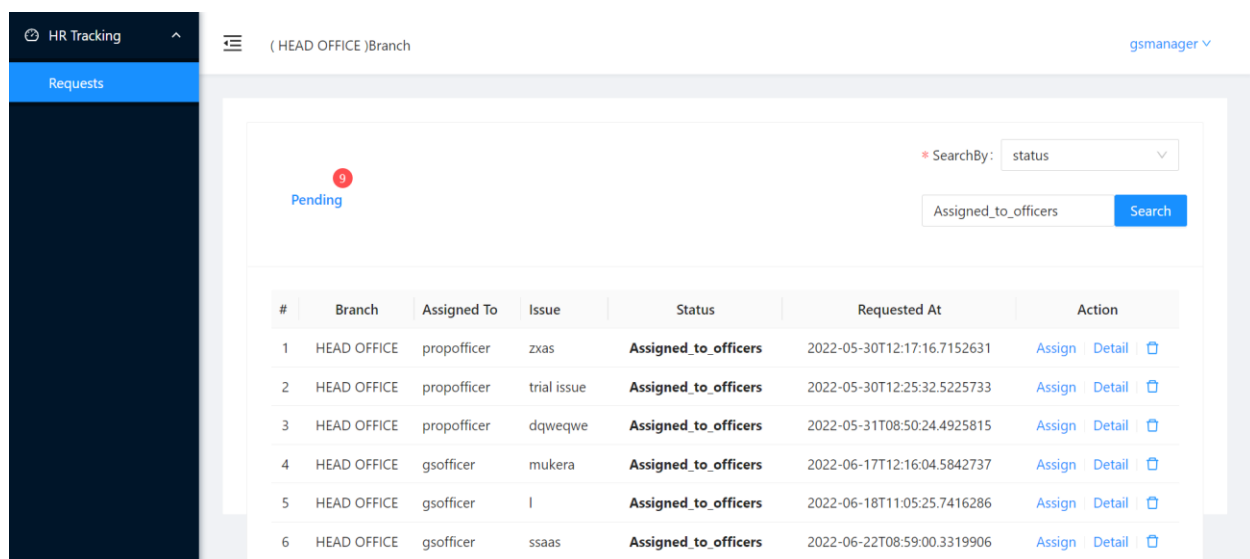 HR Tracking
Requests
( HEAD OFFICE )Branch
gsmanager
* SearchBy: status
9
Pending
Assigned_to_officers Search
# Branch Assigned To Issue Status Requested At Action
1 HEAD OFFICE propofficer zxas Assigned_to_officers 2022-05-30T12:17:16.7152631 Assign Detail
2 HEAD OFFICE propofficer trial issue Assigned_to_officers 2022-05-30T12:25:32.5225733 Assign Detail
3 HEAD OFFICE propofficer dqweqwe Assigned_to_officers 2022-05-31T08:50:24.4925815 Assign Detail
4 HEAD OFFICE gsofficer mukera Assigned_to_officers 2022-06-17T12:16:04.5842737 Assign Detail
5 HEAD OFFICE gsofficer l Assigned_to_officers 2022-06-18T11:05:25.7416286 Assign Detail
6 HEAD OFFICE gsofficer ssaas Assigned_to_officers 2022-06-22T08:59:00.3319906 Assign Detail